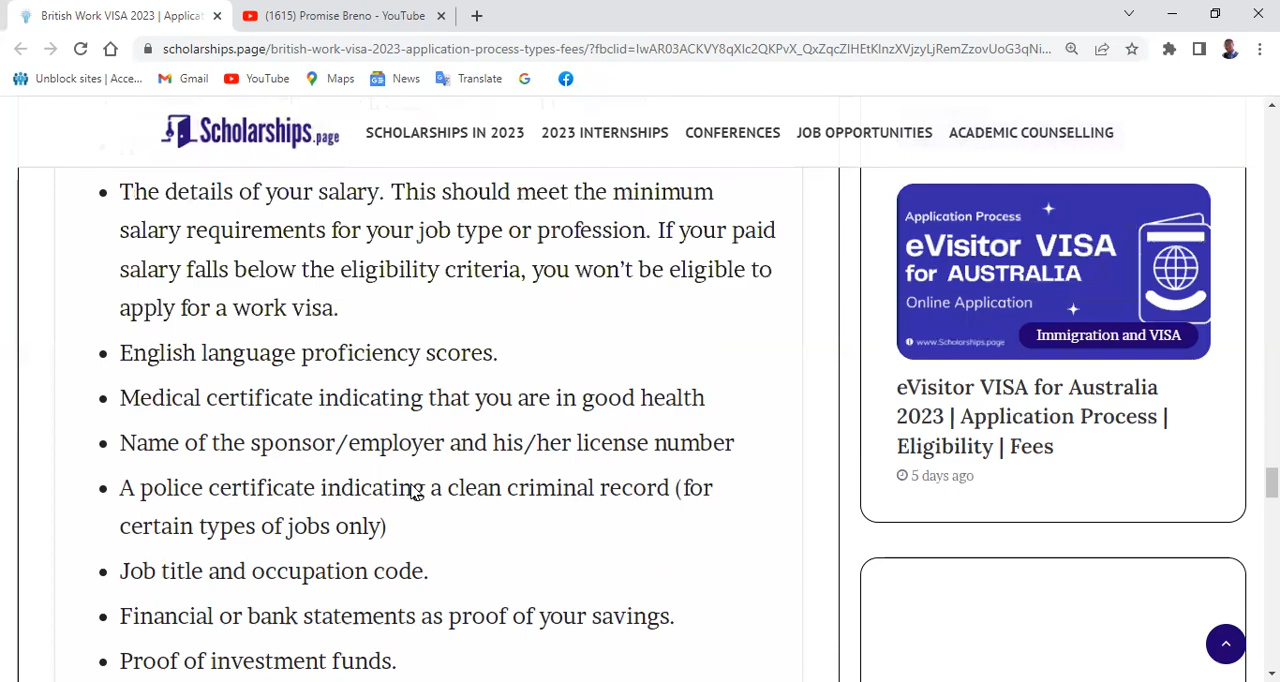 British Work VISA 2023 | Applicat
(1615) Promise Breno - YouTube
scholarships.page/british-work-visa-2023-application-process-types-fees/?fbclid=IwAR03ACKVY8qXIc2QKPvX_QxZqcZIHEtKInzXVjzyLjRemZzovUoG3qNi...
Unblock sites | Acce...
Gmail
YouTube
Maps
News
Translate
Scholarships.page
SCHOLARSHIPS IN 2023
2023 INTERNSHIPS
CONFERENCES
JOB OPPORTUNITIES
ACADEMIC COUNSELLING
• The details of your salary. This should meet the minimum
salary requirements for your job type or profession. If your paid
salary falls below the eligibility criteria, you won’t be eligible to
apply for a work visa.
• English language proficiency scores.
• Medical certificate indicating that you are in good health
• Name of the sponsor/employer and his/her license number
• A police certificate indicating a clean criminal record (for
certain types of jobs only)
• Job title and occupation code.
• Financial or bank statements as proof of your savings.
• Proof of investment funds.
Application Process
eVisitor VISA
for AUSTRALIA
Online Application
www.Scholarships.page
Immigration and VISA
eVisitor VISA for Australia
2023 | Application Process |
Eligibility | Fees
5 days ago